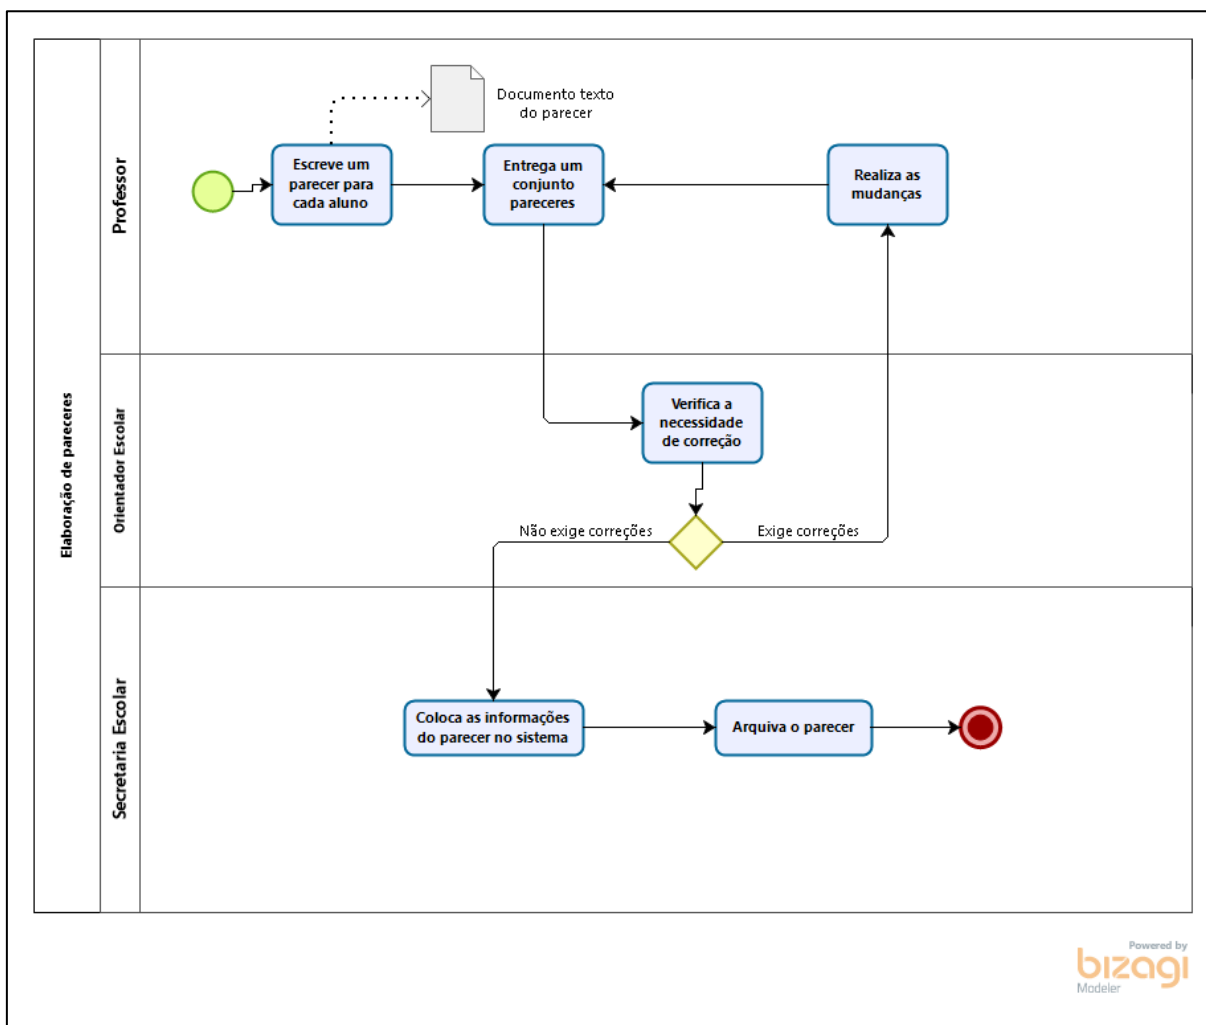 Elaboração de pareceres
Professor
Documento texto
do parecer
Escreve um
parecer para
cada aluno
Entrega um
conjunto
pareceres
Realiza as
mudanças
Orientador Escolar
Verifica a
necessidade
de correção
Não exige correções
Exige correções
Secretaria Escolar
Coloca as informações
do parecer no sistema
Arquiva o parecer
Powered by
bizagi
Modeler